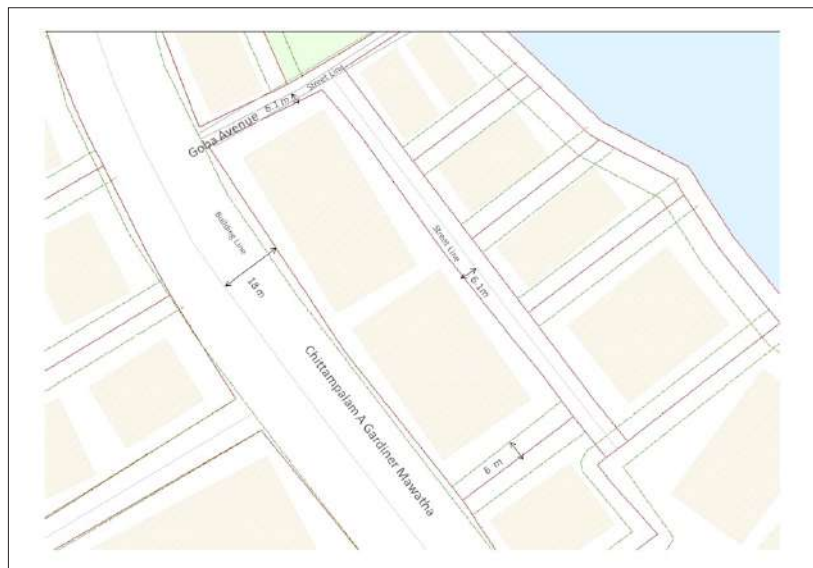 Street Line
6.1 m
Goba Avenue
Building Line
18 m
Street Line
6.1m
Chittampalam A Gardiner Mawatha
6 m